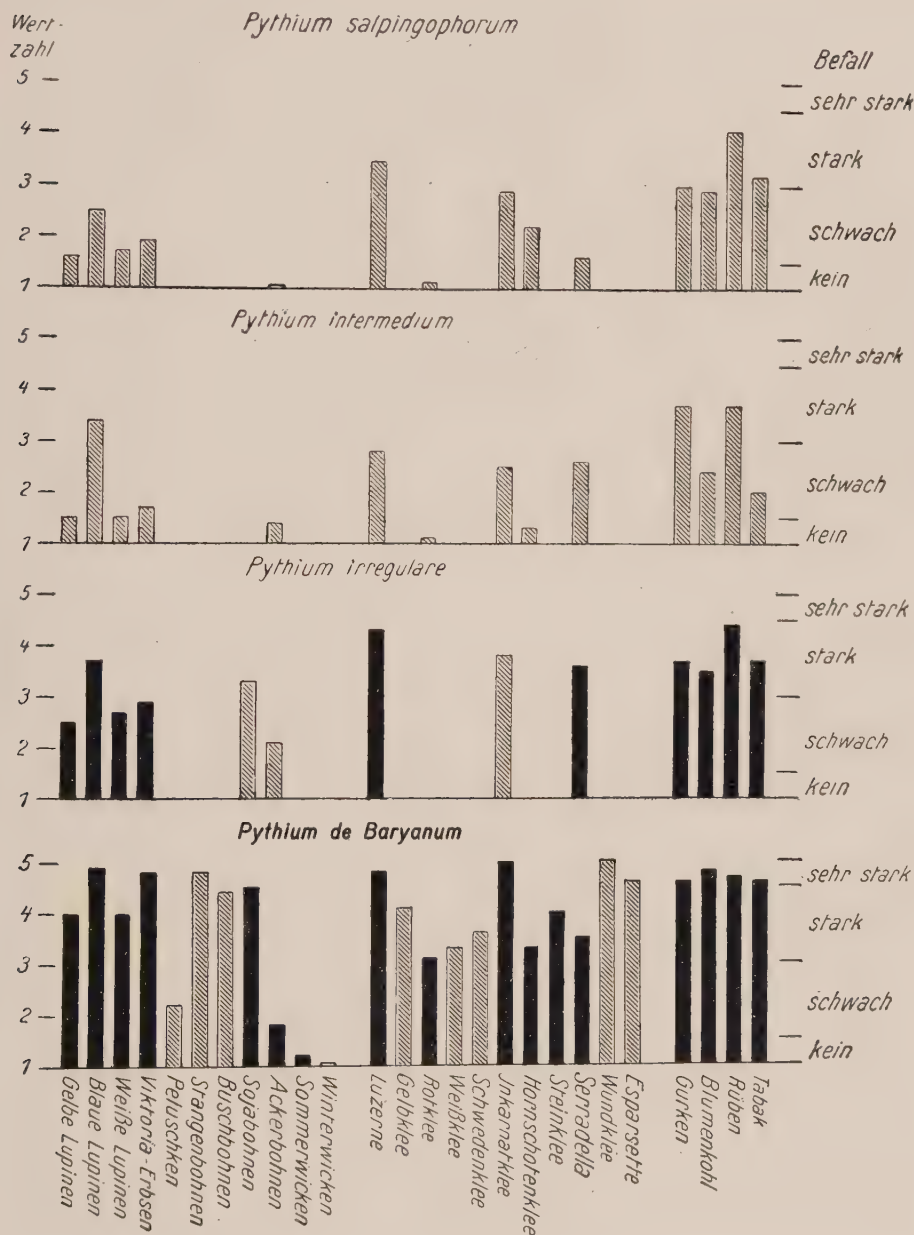 Wert-
zahl
Pythium salpingophorum
Befall
5
4
3
2
1
sehr stark
stark
schwach
kein
Pythium intermedium
5
4
3
2
1
sehr stark
stark
schwach
kein
Pythium irregulare
5
4
3
2
1
sehr stark
stark
schwach
kein
Pythium de Baryanum
5
4
3
2
1
sehr stark
stark
schwach
kein
Gelbe Lupinen
Blaue Lupinen
Weiße Lupinen
Viktoria-Erbsen
Peluschken
Stangenbohnen
Buschbohnen
Sojabohnen
Ackerbohnen
Sommerwicken
Winterwicken
Luzerne
Gelbklee
Rotklee
Weißklee
Schwedenklee
Jnkarnatklee
Hornschotenklee
Steinklee
Serradella
Wundklee
Esparsette
Gurken
Blumenkohl
Rüben
Tabak